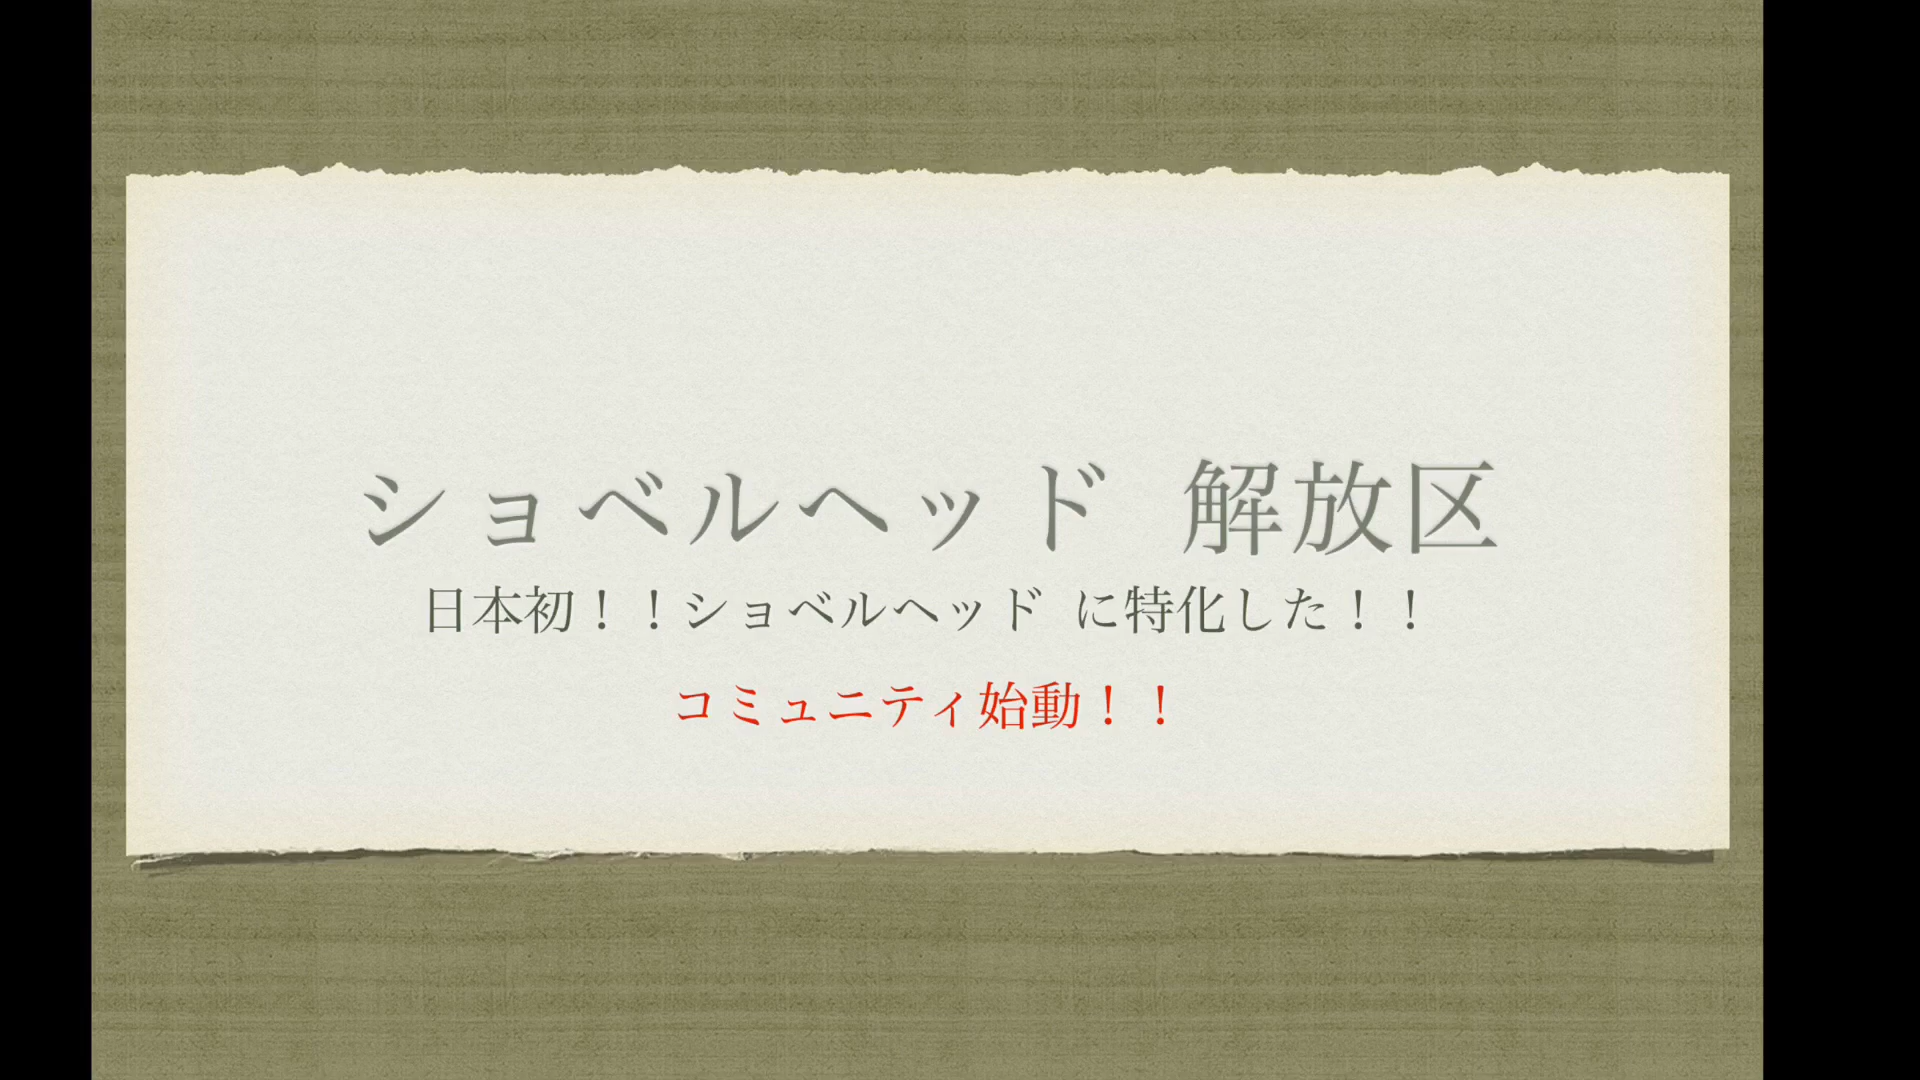 ショベルヘッド 解放区
日本初！！ショベルヘッド に特化した！！
コミュニティ始動！！